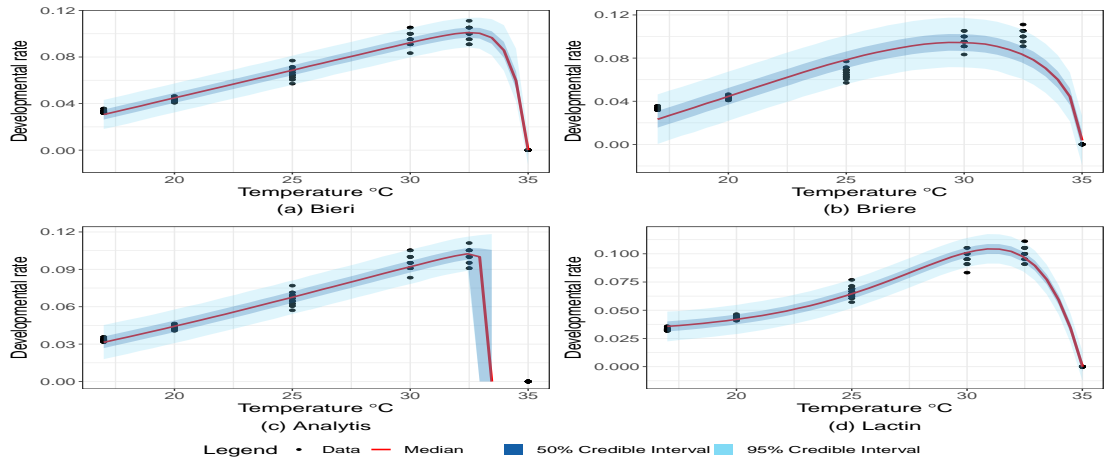 0.12
0.08
0.04
0.00
Developmental rate
20
25
30
35
Temperature °C
(a) Bieri
0.12
0.08
0.04
0.00
Developmental rate
20
25
30
35
Temperature °C
(b) Briere
0.12
0.09
0.06
0.03
0.00
Developmental rate
20
25
30
35
Temperature °C
(c) Analytis
0.100
0.075
0.050
0.025
0.000
Developmental rate
20
25
30
35
Temperature °C
(d) Lactin
Legend Data Median 50% Credible Interval 95% Credible Interval